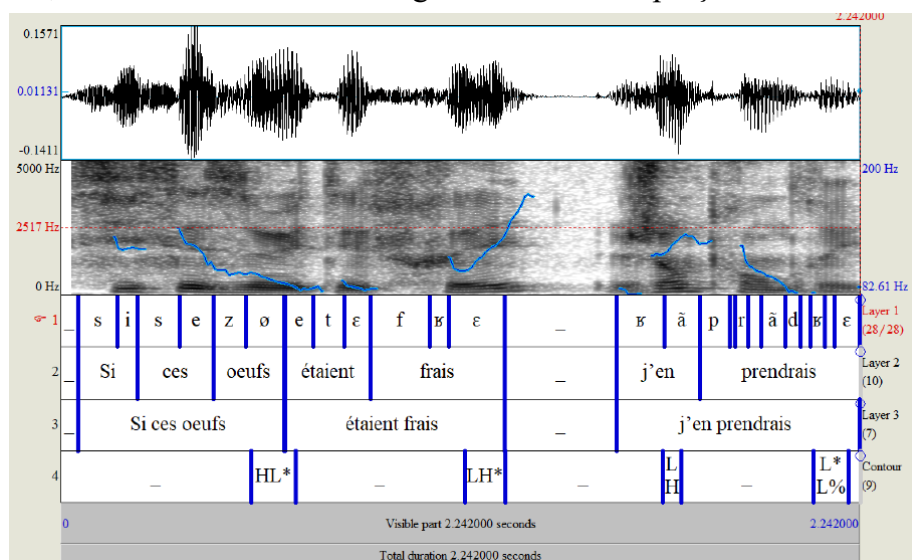 2.242000
0.1571
0.01131
-0.1411
5000 Hz 200 Hz
2517 Hz
0 Hz 82.61 Hz
☞ 1 _ s i s e z ø e t ɛ f ʁ ɛ _ ʁ ã p r ã d ʁ ɛ Layer 1
(28/28)
2 _ Si ces oeufs étaient frais _ j'en prendrais Layer 2
(10)
3 _ Si ces oeufs étaient frais _ j'en prendrais Layer 3
(7)
4 _ HL* _ LH* _ L H _ L* L% Contour
(9)
0 Visible part 2.242000 seconds 2.242000
Total duration 2.242000 seconds